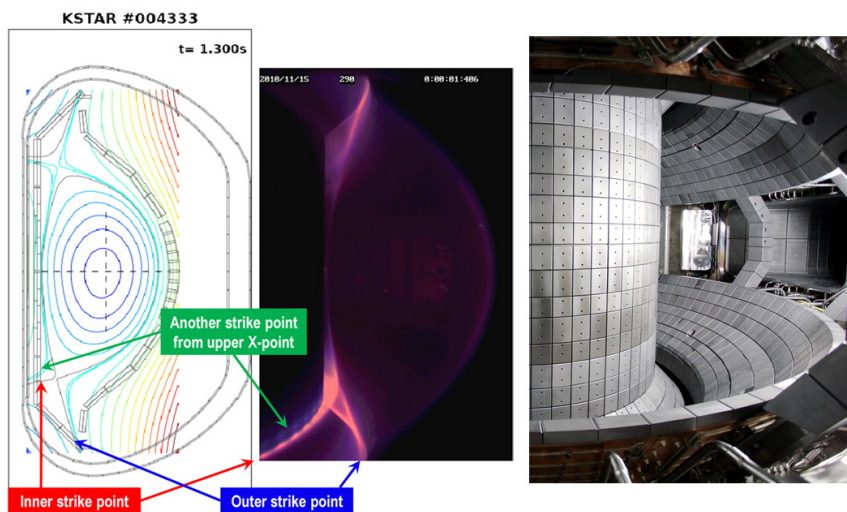 KSTAR #004333
t= 1.300s
2010/11/15 290 0:00:01:406
Another strike point
from upper X-point
Inner strike point
Outer strike point